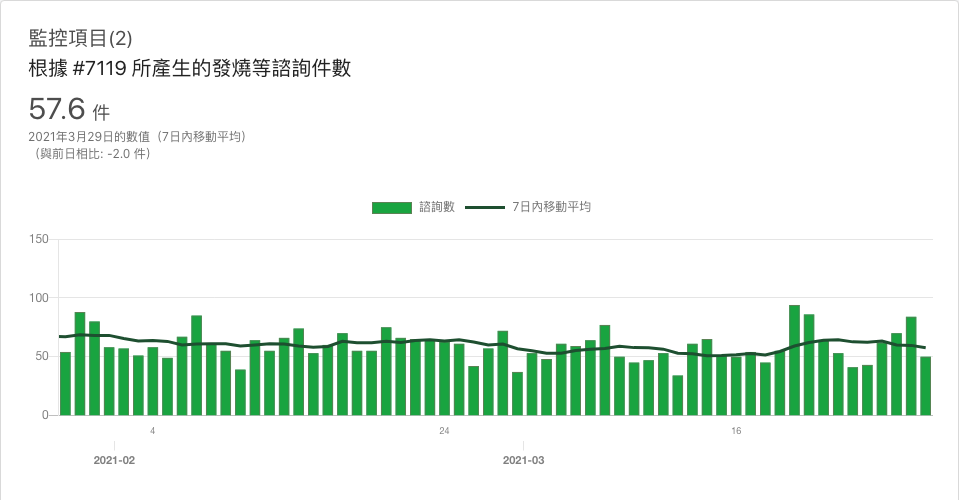 監控項目(2)
根據 #7119 所產生的發燒等諮詢件數
57.6 件
2021年3月29日的數值（7日內移動平均）
（與前日相比: -2.0 件）
諮詢數 7日內移動平均
150
100
50
0
4 24 16
2021-02 2021-03